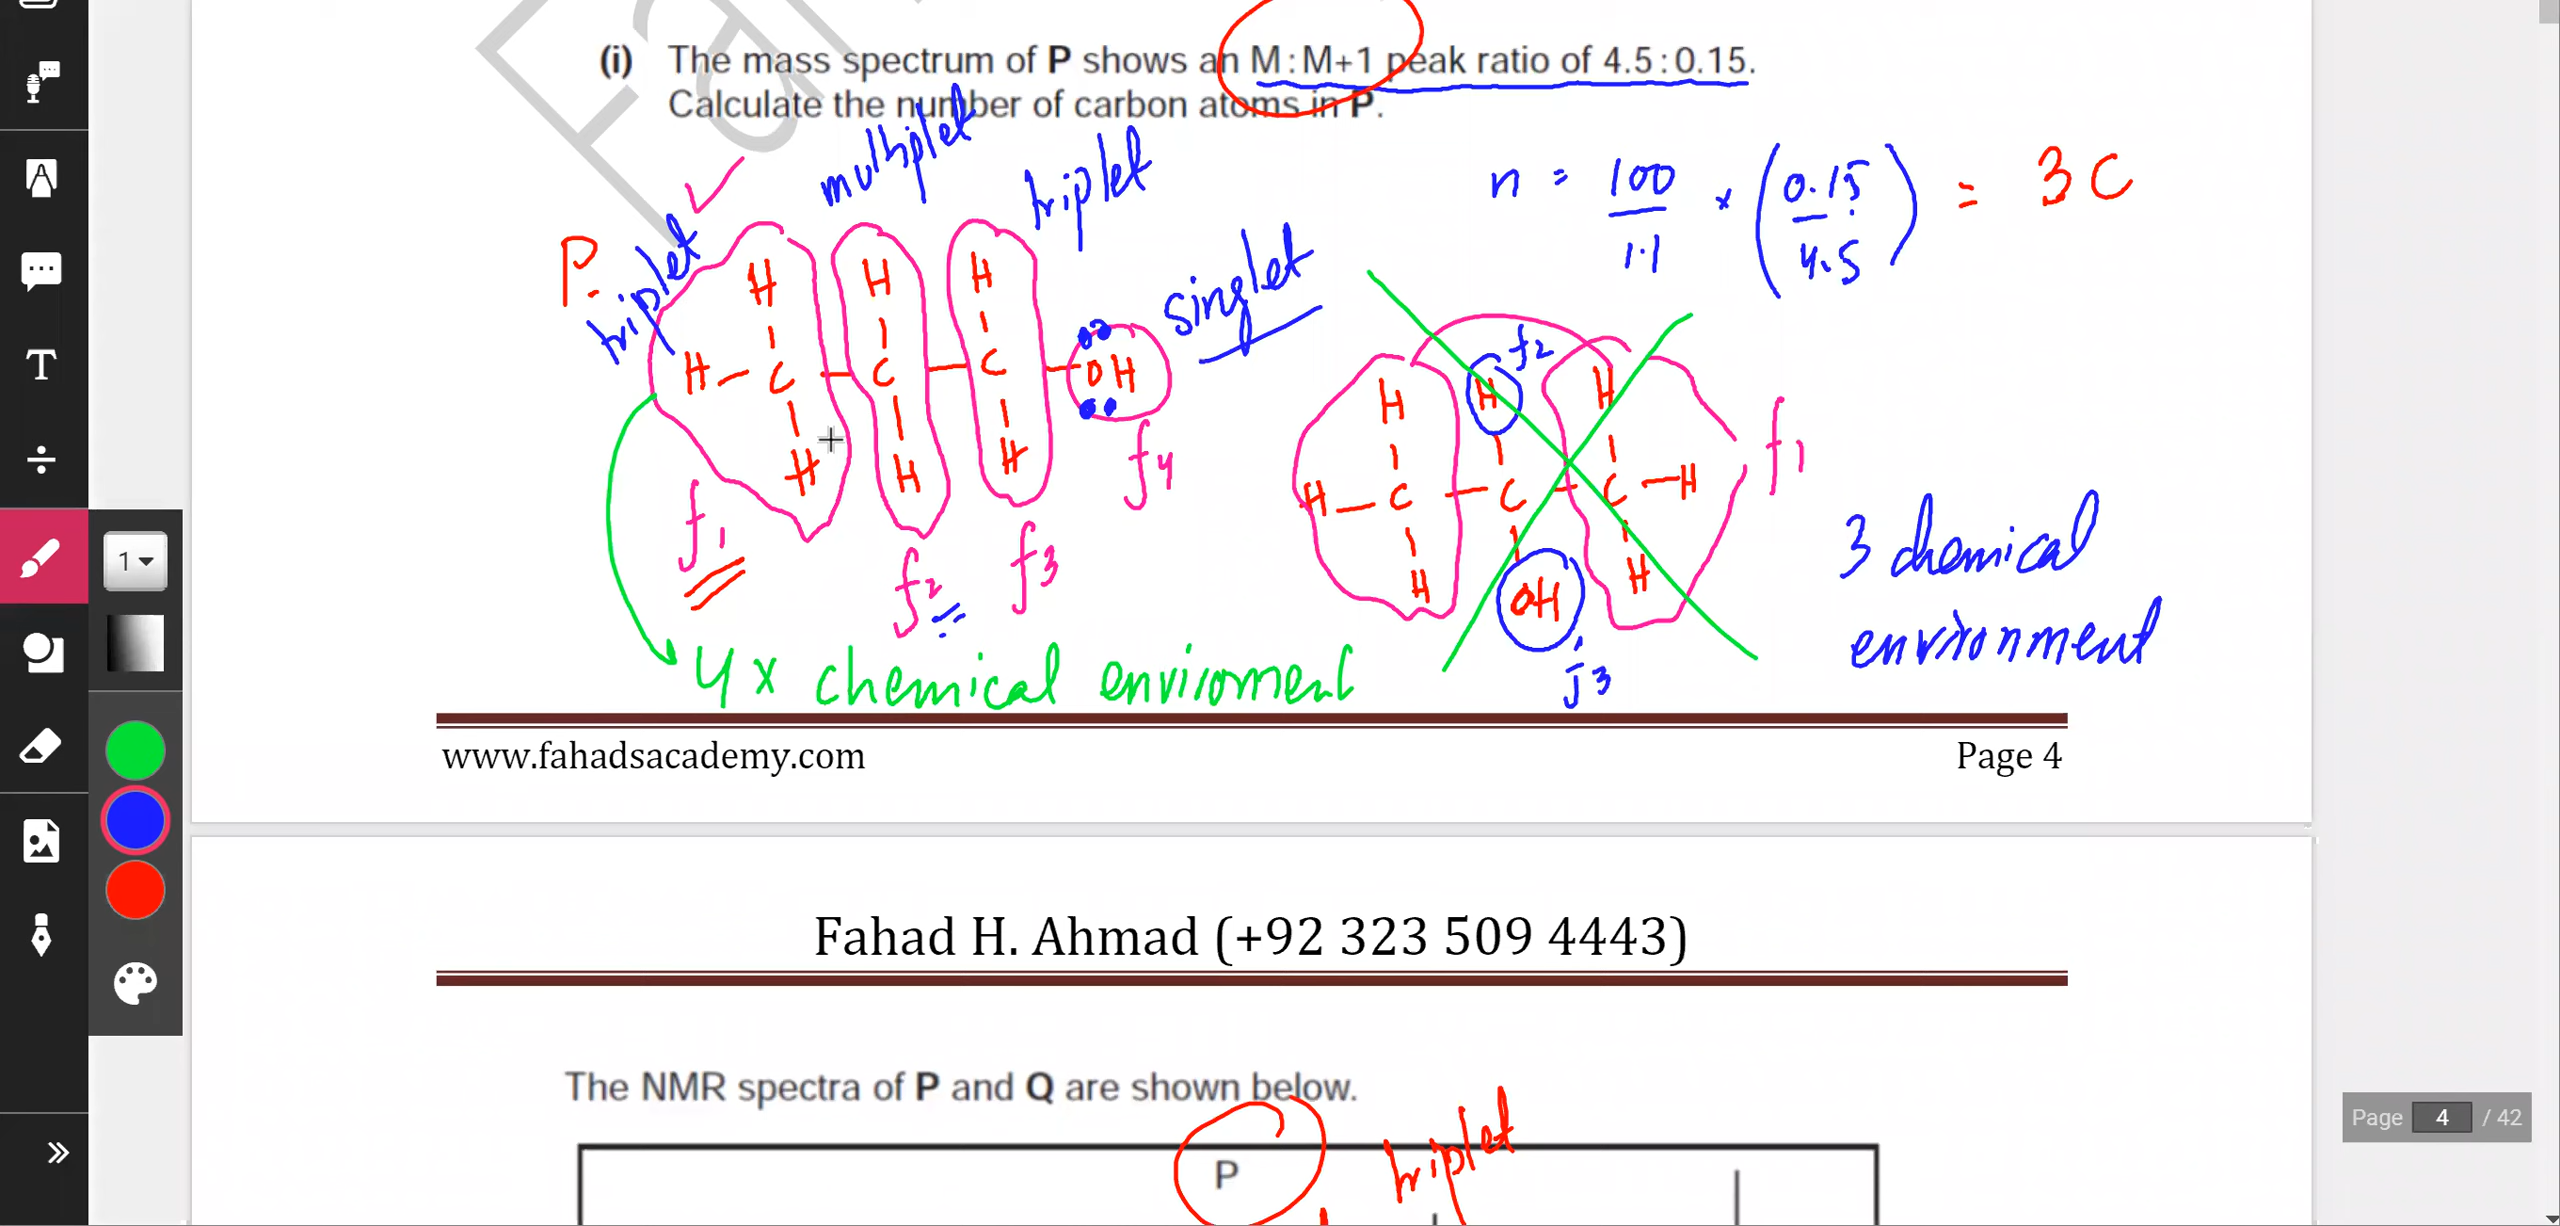 (i) The mass spectrum of P shows an M : M+1 peak ratio of 4.5 : 0.15.
Calculate the number of carbon atoms in P.
multiplet
triplet
n = 100/1.1 × (0.15/4.5) = 3 C
P.
triplet
singlet
H H H
H – C – C – C – OH
H H H
f1
f2
f3
f4
f2
H H H
H – C – C – C – H
H OH H
f1
j3
3 chemical
environment
4 x chemical enviroment
www.fahadsacademy.com Page 4
Fahad H. Ahmad (+92 323 509 4443)
The NMR spectra of P and Q are shown below.
P
triplet
Page 4 / 42
1
T